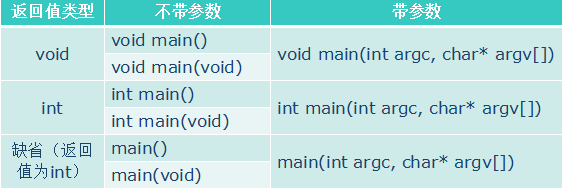 返回值类型 不带参数 带参数
void main()
void void main(int argc, char* argv[])
void main(void)
int main()
int int main(int argc, char* argv[])
int main(void)
缺省（返回 main()
值为int） main(int argc, char* argv[])
main(void)